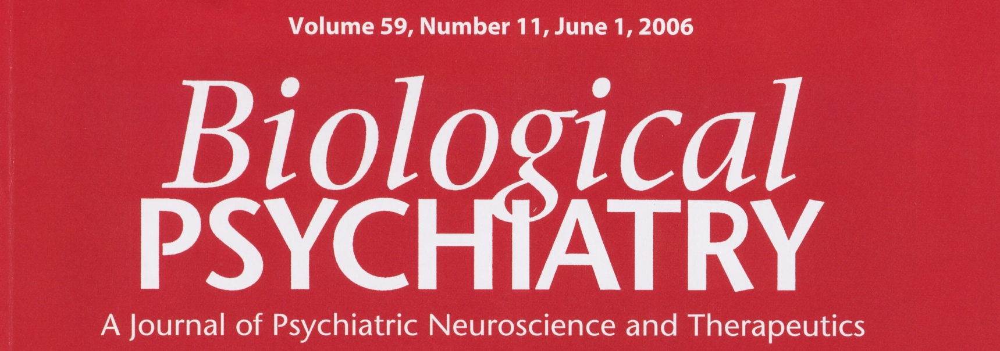 Volume 59, Number 11, June 1, 2006
Biological
PSYCHIATRY
A Journal of Psychiatric Neuroscience and Therapeutics